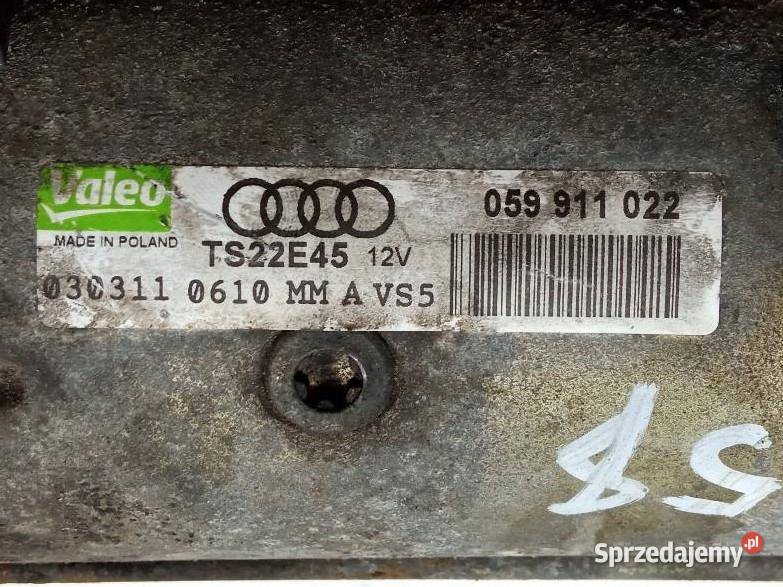 Valeo
MADE IN POLAND
TS22E45 12V
059 911 022
030311 0610 MM A VS5
Sprzedajemy.pl